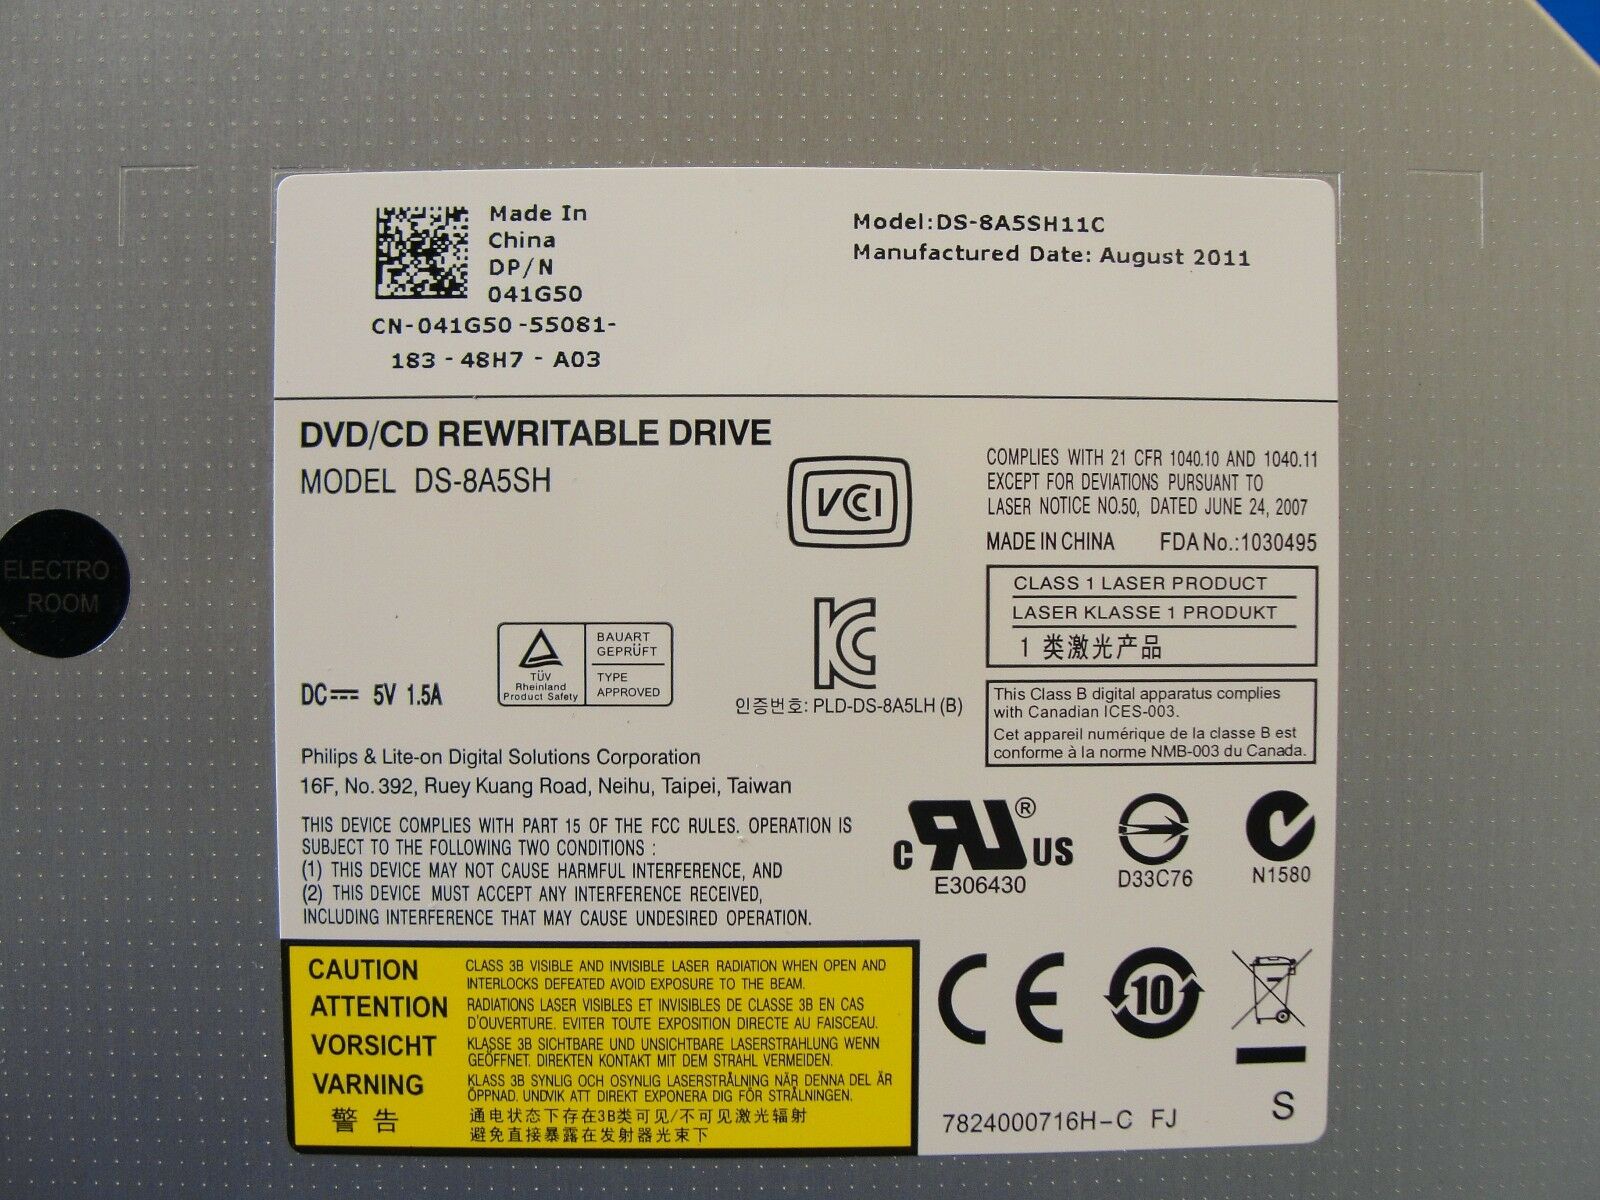 Made In
China
DP/N
041G50
CN-041G50-55081-
183 - 48H7 - A03
Model:DS-8A5SH11C
Manufactured Date: August 2011
DVD/CD REWRITABLE DRIVE
MODEL DS-8A5SH
VCCI
COMPLIES WITH 21 CFR 1040.10 AND 1040.11
EXCEPT FOR DEVIATIONS PURSUANT TO
LASER NOTICE NO.50, DATED JUNE 24, 2007
MADE IN CHINA FDA No.:1030495
CLASS 1 LASER PRODUCT
LASER KLASSE 1 PRODUKT
1 类激光产品
ELECTRO
_ROOM
DC 5V 1.5A
TÜV
Rheinland
Product Safety
BAUART
GEPRÜFT
TYPE
APPROVED
인증번호: PLD-DS-8A5LH (B)
This Class B digital apparatus complies
with Canadian ICES-003.
Cet appareil numérique de la classe B est
conforme à la norme NMB-003 du Canada.
Philips & Lite-on Digital Solutions Corporation
16F, No.392, Ruey Kuang Road, Neihu, Taipei, Taiwan
THIS DEVICE COMPLIES WITH PART 15 OF THE FCC RULES. OPERATION IS
SUBJECT TO THE FOLLOWING TWO CONDITIONS :
(1) THIS DEVICE MAY NOT CAUSE HARMFUL INTERFERENCE, AND
(2) THIS DEVICE MUST ACCEPT ANY INTERFERENCE RECEIVED,
INCLUDING INTERFERENCE THAT MAY CAUSE UNDESIRED OPERATION.
C RU ® US
E306430
D33C76
N1580
CAUTION CLASS 3B VISIBLE AND INVISIBLE LASER RADIATION WHEN OPEN AND
INTERLOCKS DEFEATED AVOID EXPOSURE TO THE BEAM.
ATTENTION RADIATIONS LASER VISIBLES ET INVISIBLES DE CLASSE 3B EN CAS
D'OUVERTURE. EVITER TOUTE EXPOSITION DIRECTE AU FAISCEAU.
VORSICHT KLASSE 3B SICHTBARE UND UNSICHTBARE LASERSTRAHLUNG WENN
GEÖFFNET. DIREKTEN KONTAKT MIT DEM STRAHL VERMEIDEN.
VARNING KLASS 3B SYNLIG OCH OSYNLIG LASERSTRÅLNING NÄR DENNA DEL ÄR
ÖPPNAD. UNDVIK ATT DIREKT EXPONERA DIG FÖR STRÅLNINGEN.
警 告 通电状态下存在3B类可见/不可见激光辐射
避免直接暴露在发射器光束下
CE
10
7824000716H-C FJ
S